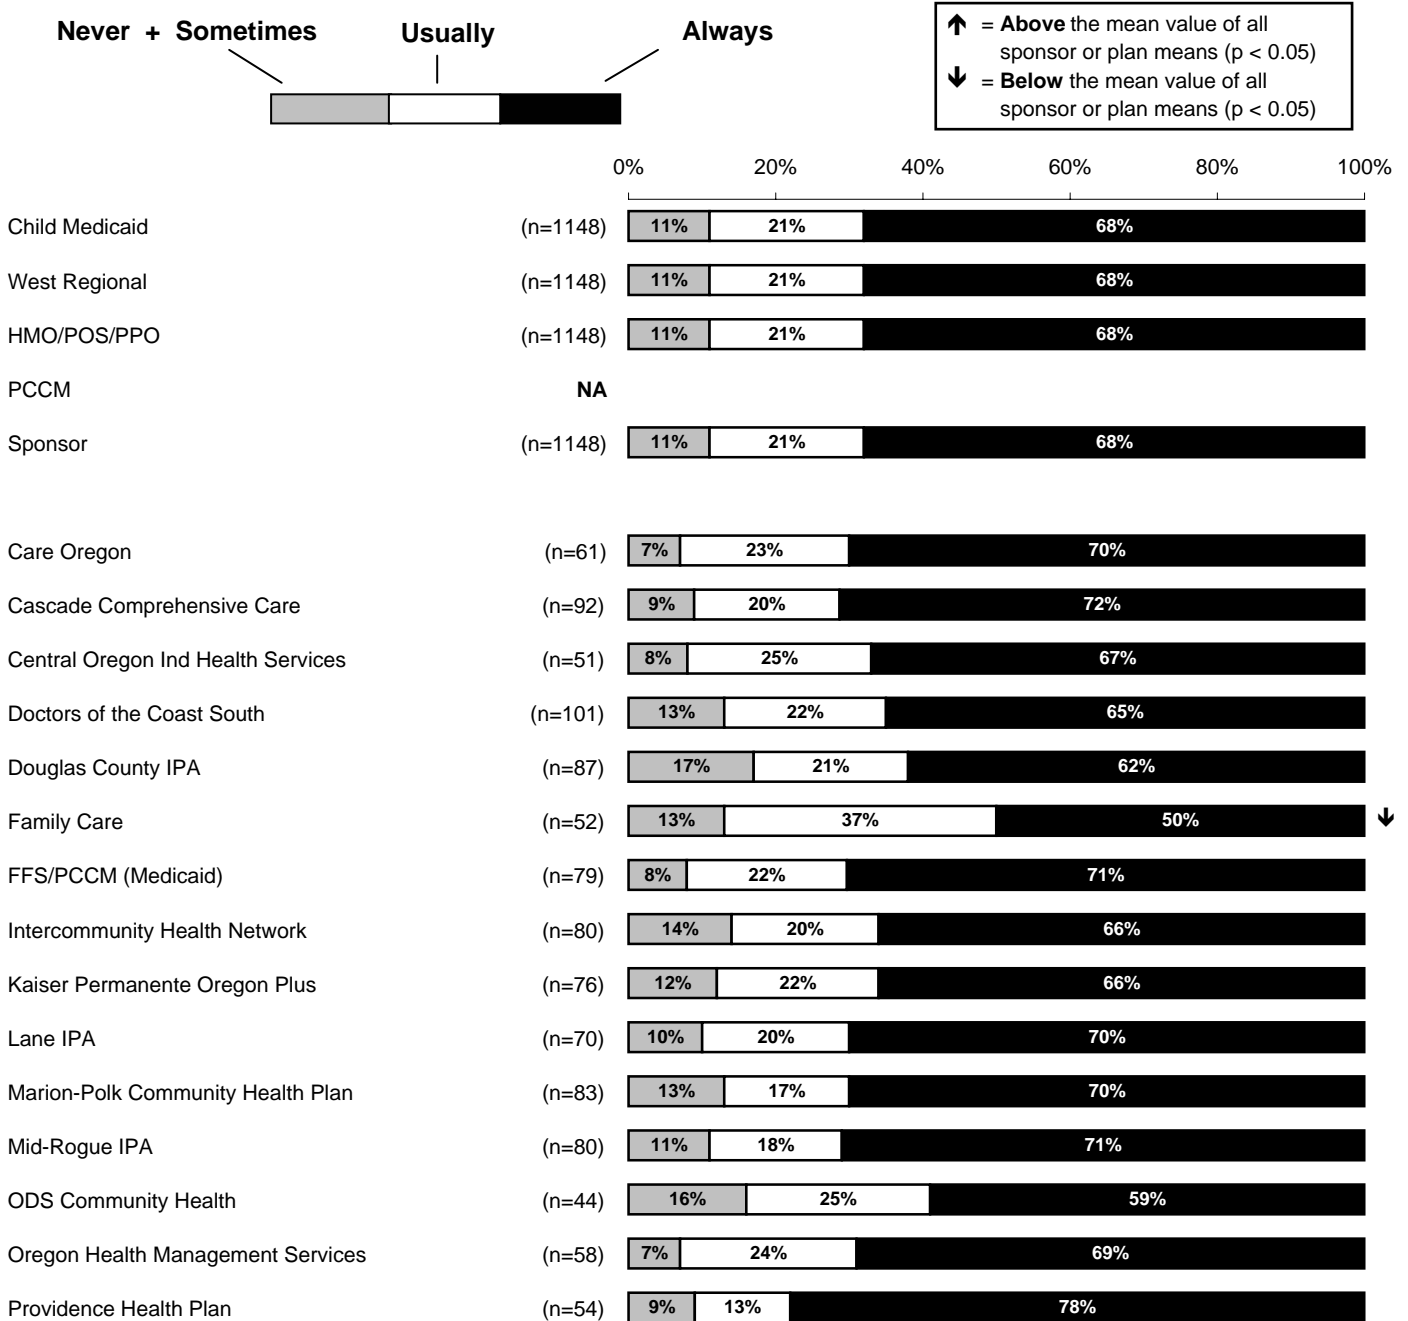 Never + Sometimes Usually Always
↑ = Above the mean value of all
sponsor or plan means (p < 0.05)
↓ = Below the mean value of all
sponsor or plan means (p < 0.05)
0% 20% 40% 60% 80% 100%
Child Medicaid (n=1148) 11% 21% 68%
West Regional (n=1148) 11% 21% 68%
HMO/POS/PPO (n=1148) 11% 21% 68%
PCCM NA
Sponsor (n=1148) 11% 21% 68%
Care Oregon (n=61) 7% 23% 70%
Cascade Comprehensive Care (n=92) 9% 20% 72%
Central Oregon Ind Health Services (n=51) 8% 25% 67%
Doctors of the Coast South (n=101) 13% 22% 65%
Douglas County IPA (n=87) 17% 21% 62%
Family Care (n=52) 13% 37% 50% ↓
FFS/PCCM (Medicaid) (n=79) 8% 22% 71%
Intercommunity Health Network (n=80) 14% 20% 66%
Kaiser Permanente Oregon Plus (n=76) 12% 22% 66%
Lane IPA (n=70) 10% 20% 70%
Marion-Polk Community Health Plan (n=83) 13% 17% 70%
Mid-Rogue IPA (n=80) 11% 18% 71%
ODS Community Health (n=44) 16% 25% 59%
Oregon Health Management Services (n=58) 7% 24% 69%
Providence Health Plan (n=54) 9% 13% 78%